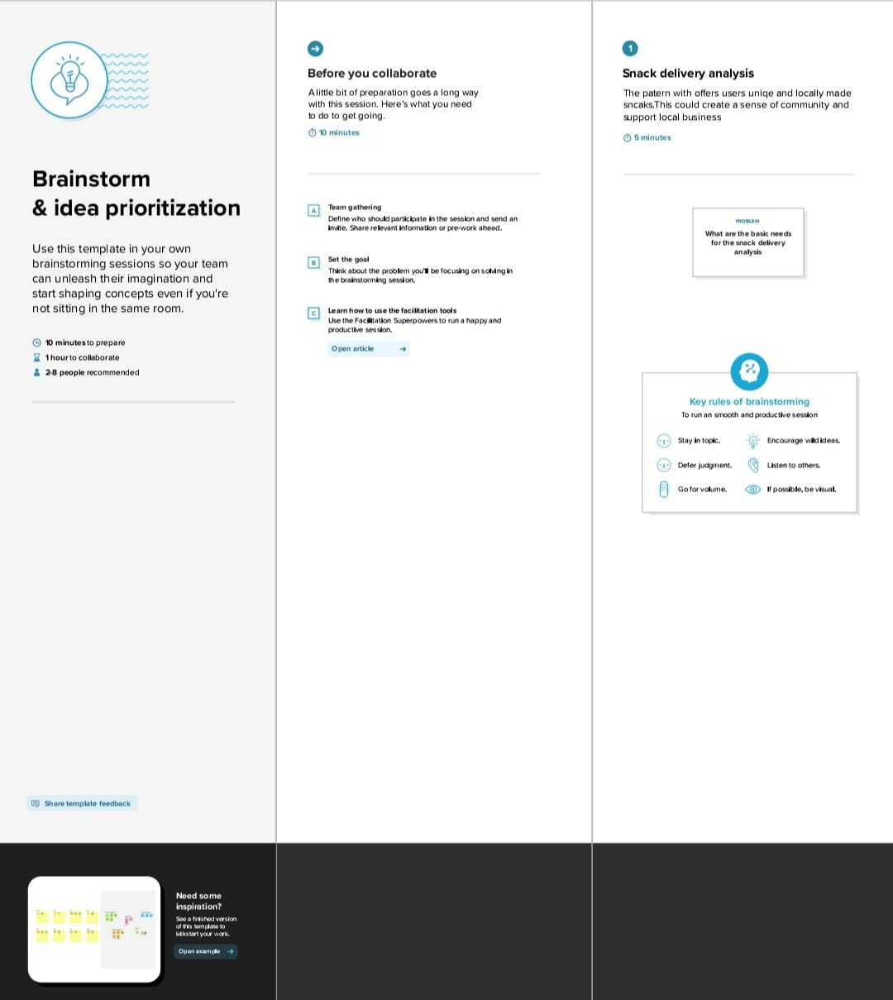 Brainstorm
& idea prioritization
Use this template in your own
brainstorming sessions so your team
can unleash their imagination and
start shaping concepts even if you're
not sitting in the same room.
10 minutes to prepare
1 hour to collaborate
2-8 people recommended
Share template feedback
Need some
inspiration?
See a finished version
of this template to
kickstart your work.
Open example
Before you collaborate
A little bit of preparation goes a long way
with this session. Here's what you need
to do to get going.
10 minutes
A
Team gathering
Define who should participate in the session and send an
invite. Share relevant information or pre-work ahead.
B
Set the goal
Think about the problem you'll be focusing on solving in
the brainstorming session.
C
Learn how to use the facilitation tools
Use the Facilitation Superpowers to run a happy and
productive session.
Open article
1
Snack delivery analysis
The patern with offers users uniqe and locally made
sncaks.This could create a sense of community and
support local business
5 minutes
PROBLEM
What are the basic needs
for the snack delivery
analysis
Key rules of brainstorming
To run an smooth and productive session
Stay in topic.
Encourage wild ideas.
Defer judgment.
Listen to others.
Go for volume.
If possible, be visual.